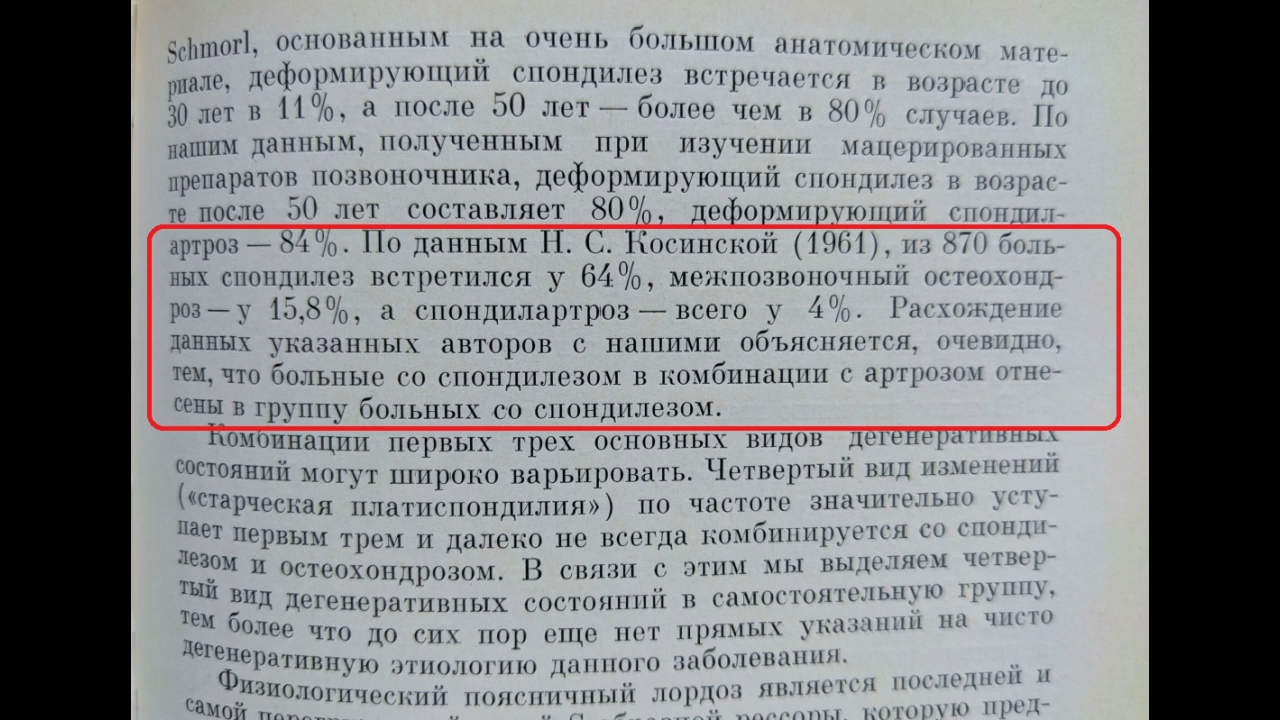 Schmorl, основанным на очень большом анатомическом мате-
риале, деформирующий спондилез встречается в возрасте до
30 лет в 11%, а после 50 лет — более чем в 80% случаев. По
нашим данным, полученным при изучении мацерированных
препаратов позвоночника, деформирующий спондилез в возрас-
те после 50 лет составляет 80%, деформирующий спондил-
артроз — 84%. По данным Н. С. Косинской (1961), из 870 боль-
ных спондилез встретился у 64%, межпозвоночный остеохонд-
роз — у 15,8%, а спондилартроз — всего у 4%. Расхождение
данных указанных авторов с нашими объясняется, очевидно,
тем, что больные со спондилезом в комбинации с артрозом отне-
сены в группу больных со спондилезом.
Комбинации первых трех основных видов дегенеративных
состояний могут широко варьировать. Четвертый вид изменений
(«старческая платиспондилия») по частоте значительно усту-
пает первым трем и далеко не всегда комбинируется со спонди-
лезом и остеохондрозом. В связи с этим мы выделяем четвер-
тый вид дегенеративных состояний в самостоятельную группу,
тем более что до сих пор еще нет прямых указаний на чисто
дегенеративную этиологию данного заболевания.
Физиологический поясничный лордоз является последней и
самой рессоры, которую пред-